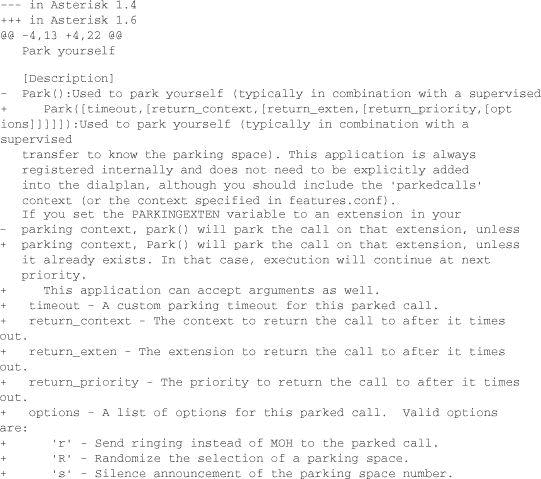 --- in Asterisk 1.4
+++ in Asterisk 1.6
@@ -4,13 +4,22 @@
Park yourself
[Description]
- Park():Used to park yourself (typically in combination with a supervised
+ Park([timeout,[return_context,[return_exten,[return_priority,[opt
ions]]]]]):Used to park yourself (typically in combination with a
supervised
transfer to know the parking space). This application is always
registered internally and does not need to be explicitly added
into the dialplan, although you should include the 'parkedcalls'
context (or the context specified in features.conf).
If you set the PARKINGEXTEN variable to an extension in your
- parking context, park() will park the call on that extension, unless
+ parking context, Park() will park the call on that extension, unless
it already exists. In that case, execution will continue at next
priority.
+ This application can accept arguments as well.
+ timeout - A custom parking timeout for this parked call.
+ return_context - The context to return the call to after it times
out.
+ return_exten - The extension to return the call to after it times
out.
+ return_priority - The priority to return the call to after it times
out.
+ options - A list of options for this parked call. Valid options
are:
+ 'r' - Send ringing instead of MOH to the parked call.
+ 'R' - Randomize the selection of a parking space.
+ 's' - Silence announcement of the parking space number.